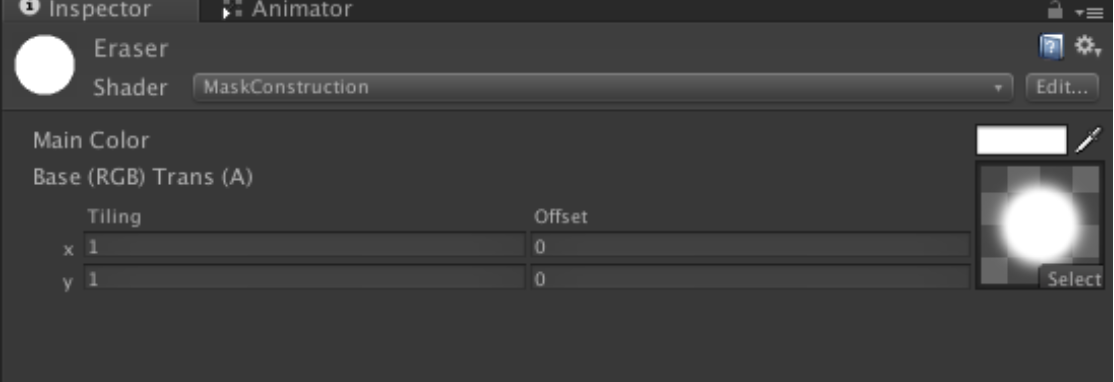 Inspector Animator
Eraser
Shader MaskConstruction Edit...
Main Color
Base (RGB) Trans (A)
Tiling Offset
x 1 0
y 1 0
Select